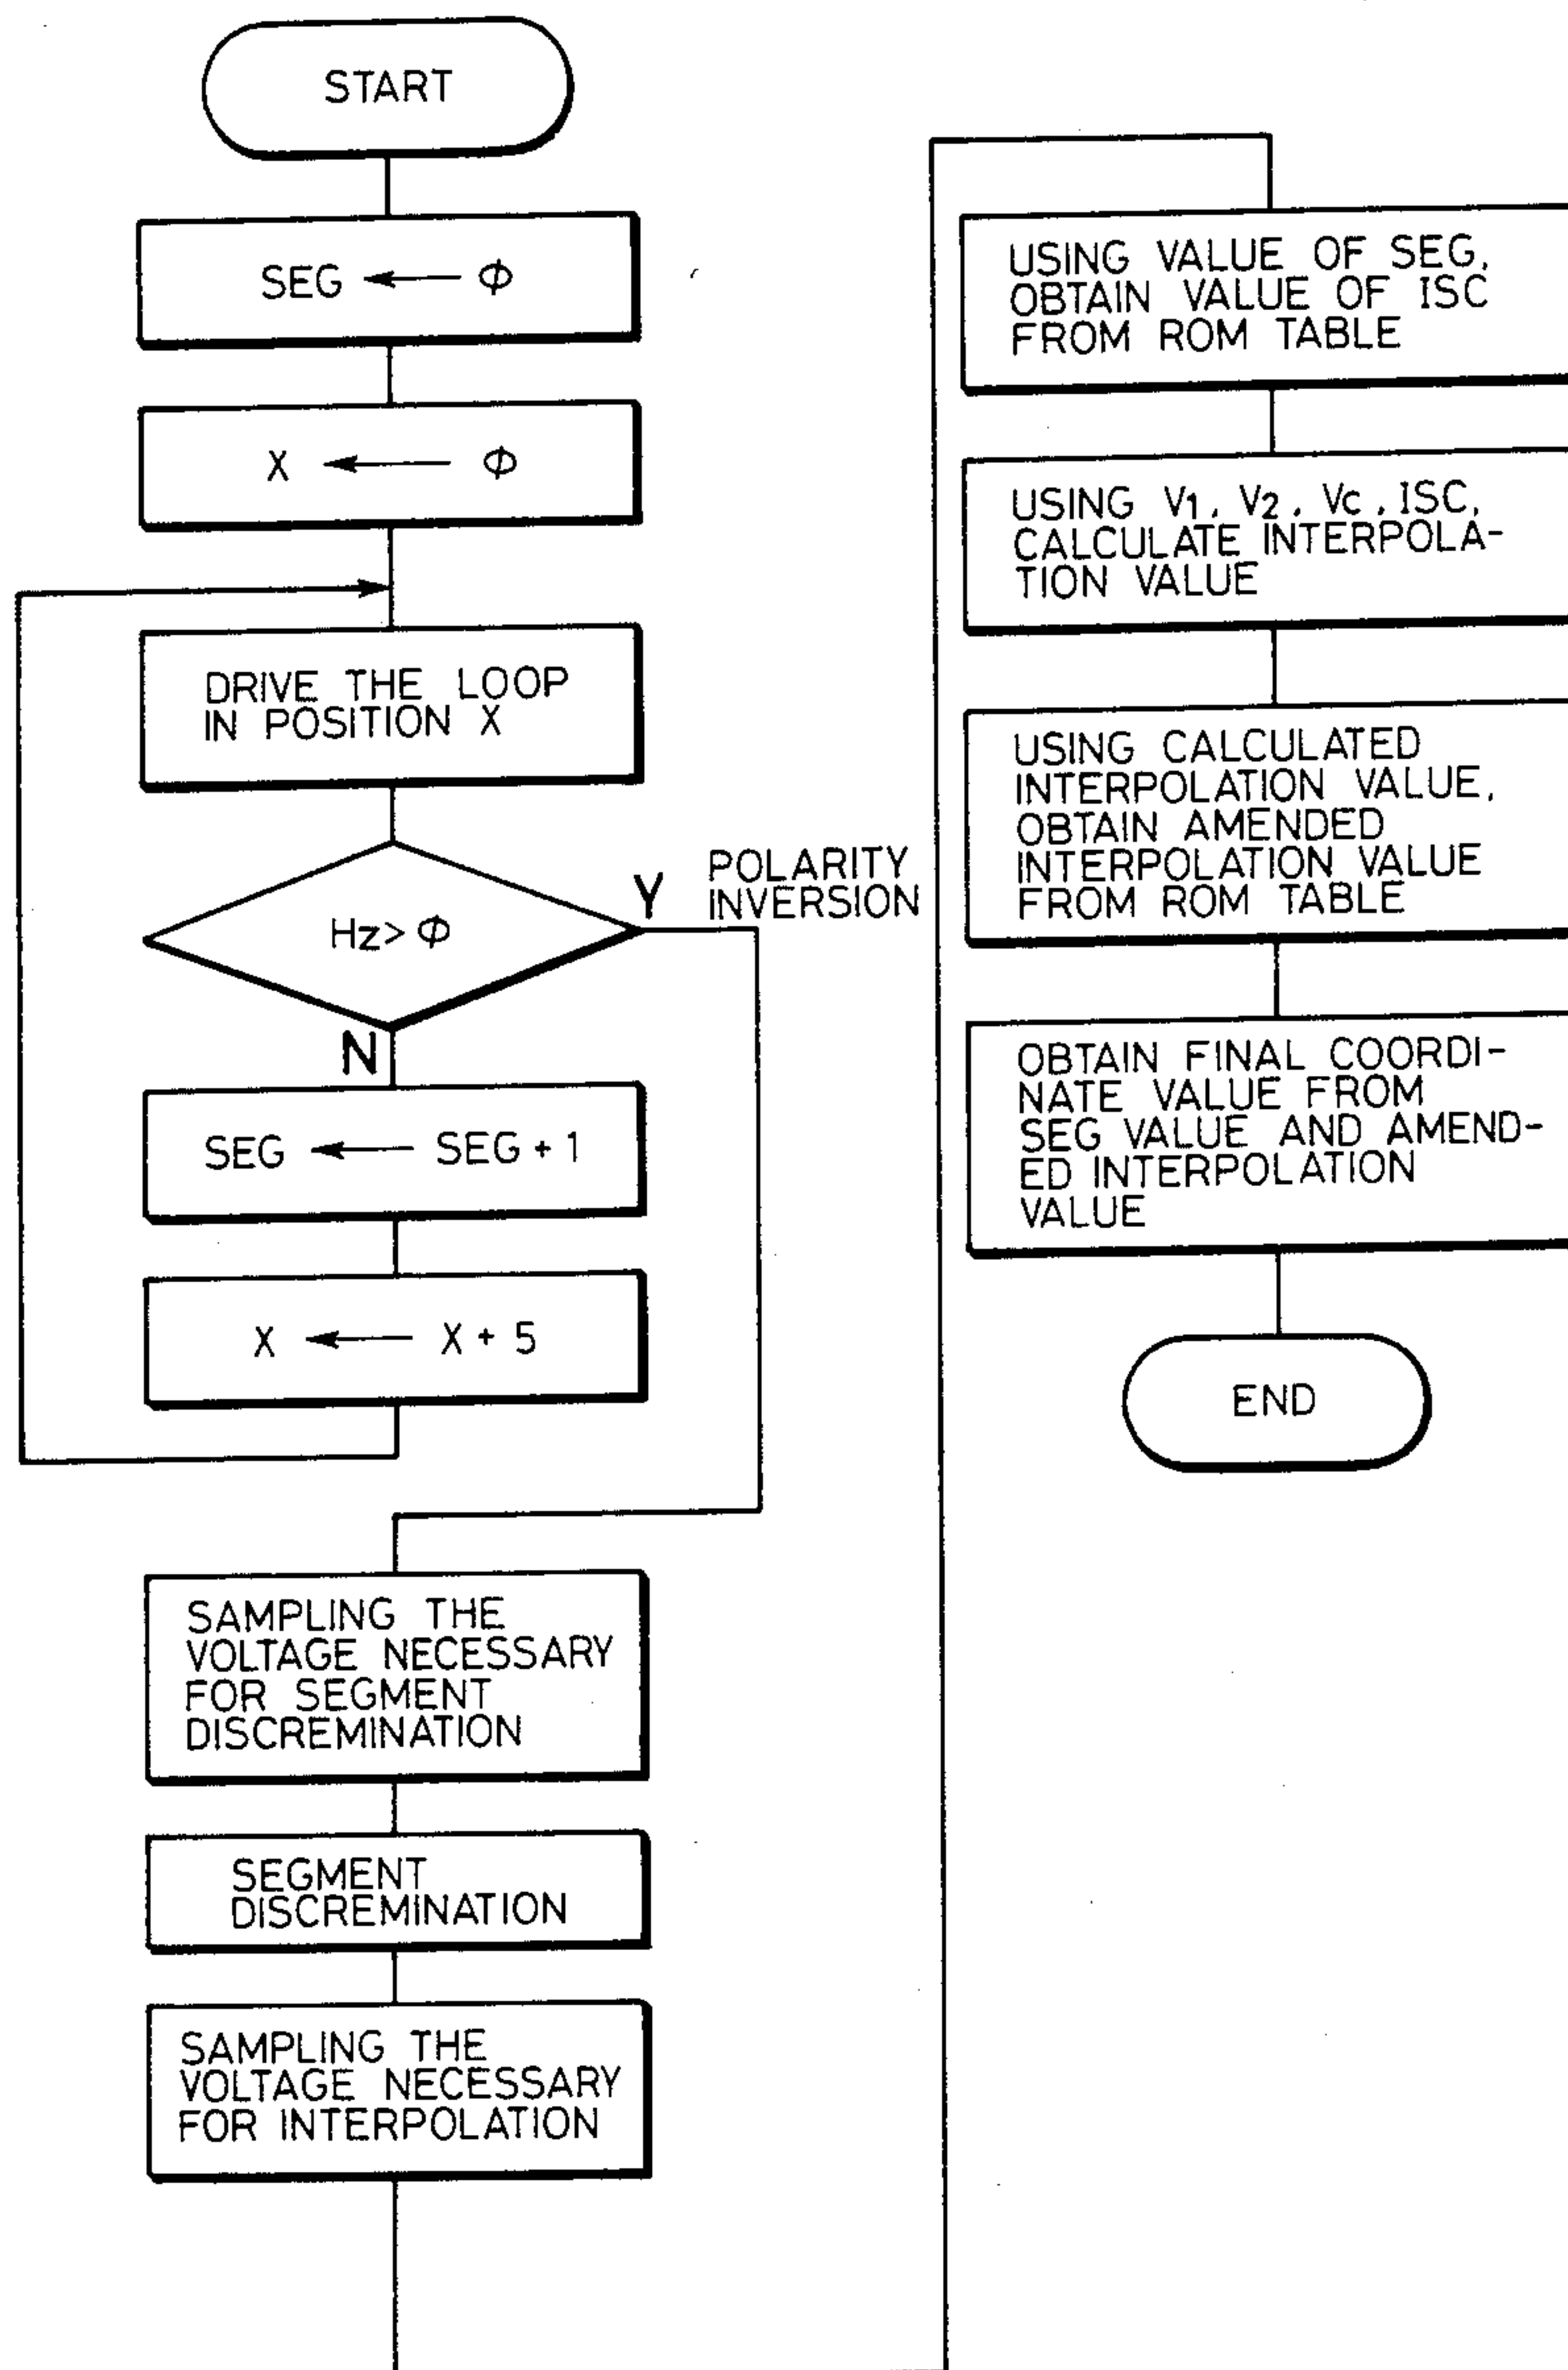 START
SEG ← Φ
X ← Φ
DRIVE THE LOOP
IN POSITION X
Hz > Φ
Y
POLARITY
INVERSION
N
SEG ← SEG + 1
X ← X + 5
SAMPLING THE
VOLTAGE NECESSARY
FOR SEGMENT
DISCREMINATION
SEGMENT
DISCREMINATION
SAMPLING THE
VOLTAGE NECESSARY
FOR INTERPOLATION
USING VALUE OF SEG,
OBTAIN VALUE OF ISC
FROM ROM TABLE
USING V1, V2, Vc, ISC,
CALCULATE INTERPOLA-
TION VALUE
USING CALCULATED
INTERPOLATION VALUE,
OBTAIN AMENDED
INTERPOLATION VALUE
FROM ROM TABLE
OBTAIN FINAL COORDI-
NATE VALUE FROM
SEG VALUE AND AMEND-
ED INTERPOLATION
VALUE
END